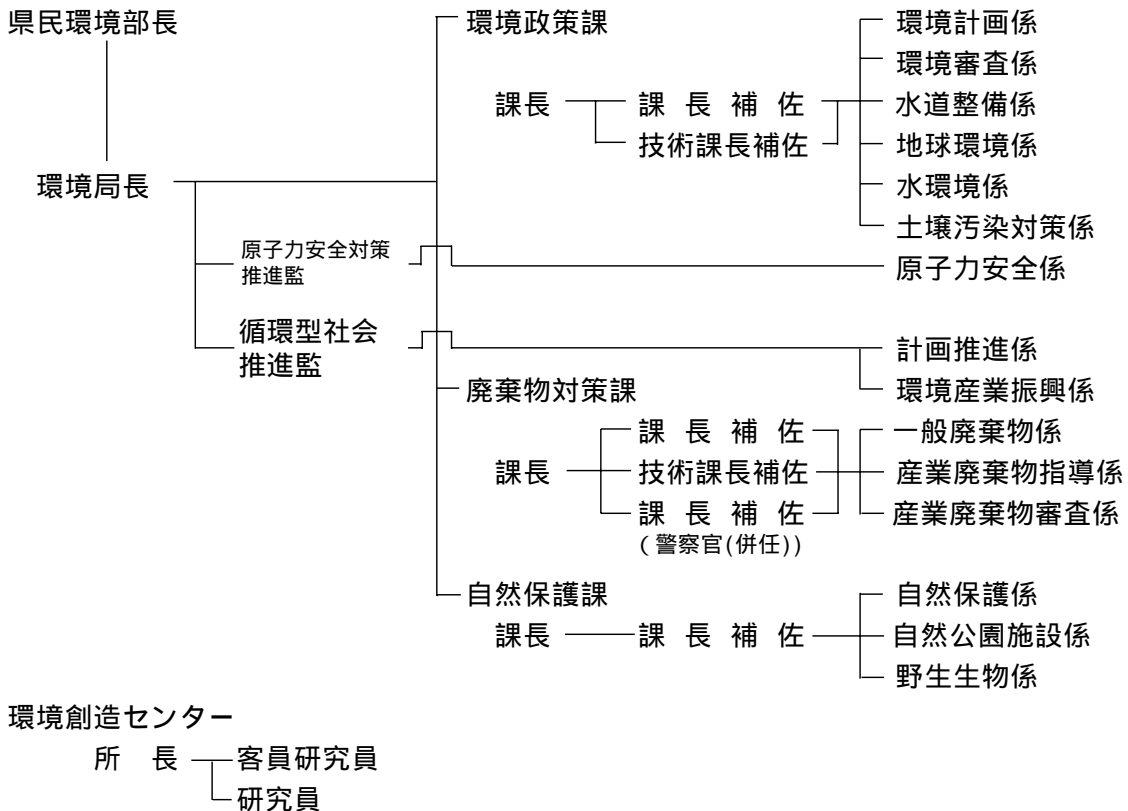 県民環境部長
環境政策課
環境計画係
環境審査係
課長
課長補佐
水道整備係
技術課長補佐
地球環境係
環境局長
水環境係
土壌汚染対策係
原子力安全対策
推進監
原子力安全係
循環型社会
推進監
計画推進係
廃棄物対策課
環境産業振興係
課長補佐
一般廃棄物係
課長
技術課長補佐
産業廃棄物指導係
課長補佐
産業廃棄物審査係
(警察官(併任))
自然保護課
自然保護係
課長
課長補佐
自然公園施設係
野生生物係
環境創造センター
所長
客員研究員
研究員